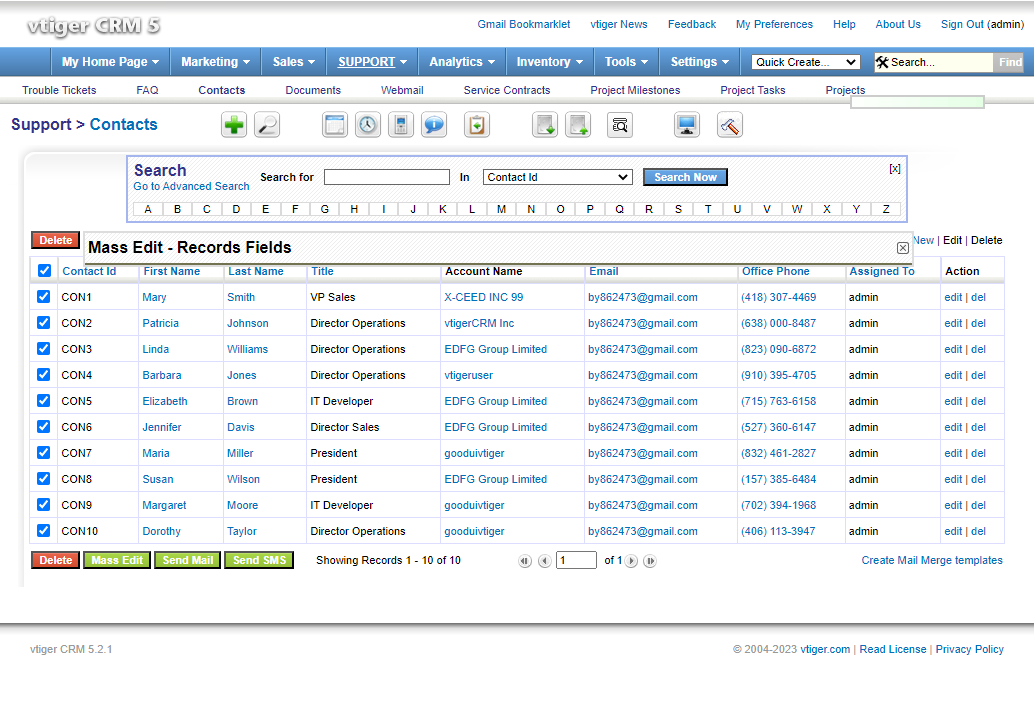 vtiger CRM 5
Gmail Bookmarklet vtiger News Feedback My Preferences Help About Us Sign Out (admin)
My Home Page Marketing Sales SUPPORT Analytics Inventory Tools Settings Quick Create... Search... Find
Trouble Tickets FAQ Contacts Documents Webmail Service Contracts Project Milestones Project Tasks Projects
Support > Contacts
Search Search for In Contact Id Search Now [x]
Go to Advanced Search
A B C D E F G H I J K L M N O P Q R S T U V W X Y Z
Delete Mass Edit - Records Fields New | Edit | Delete
Contact Id First Name Last Name Title Account Name Email Office Phone Assigned To Action
CON1 Mary Smith VP Sales X-CEED INC 99 by862473@gmail.com (418) 307-4469 admin edit | del
CON2 Patricia Johnson Director Operations vtigerCRM Inc by862473@gmail.com (638) 000-8487 admin edit | del
CON3 Linda Williams Director Operations EDFG Group Limited by862473@gmail.com (823) 090-6872 admin edit | del
CON4 Barbara Jones Director Operations vtigeruser by862473@gmail.com (910) 395-4705 admin edit | del
CON5 Elizabeth Brown IT Developer EDFG Group Limited by862473@gmail.com (715) 763-6158 admin edit | del
CON6 Jennifer Davis Director Sales EDFG Group Limited by862473@gmail.com (527) 360-6147 admin edit | del
CON7 Maria Miller President gooduivtiger by862473@gmail.com (832) 461-2827 admin edit | del
CON8 Susan Wilson President EDFG Group Limited by862473@gmail.com (157) 385-6484 admin edit | del
CON9 Margaret Moore IT Developer gooduivtiger by862473@gmail.com (702) 394-1968 admin edit | del
CON10 Dorothy Taylor Director Operations gooduivtiger by862473@gmail.com (406) 113-3947 admin edit | del
Delete Mass Edit Send Mail Send SMS Showing Records 1 - 10 of 10 1 of 1 Create Mail Merge templates
vtiger CRM 5.2.1 © 2004-2023 vtiger.com | Read License | Privacy Policy